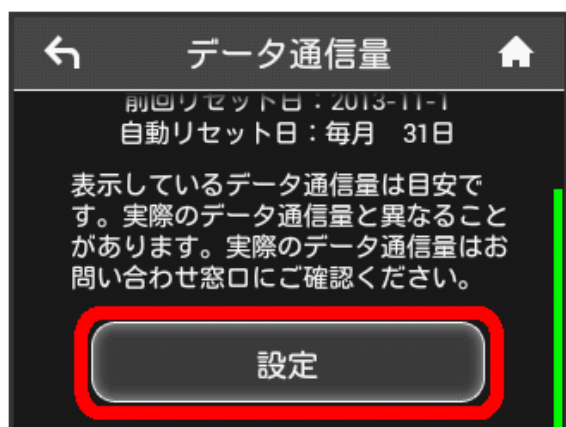 データ通信量
前回リセット日：2013-11-1
自動リセット日：毎月　31日
表示しているデータ通信量は目安で
す。実際のデータ通信量と異なること
があります。実際のデータ通信量はお
問い合わせ窓口にご確認ください。
設定